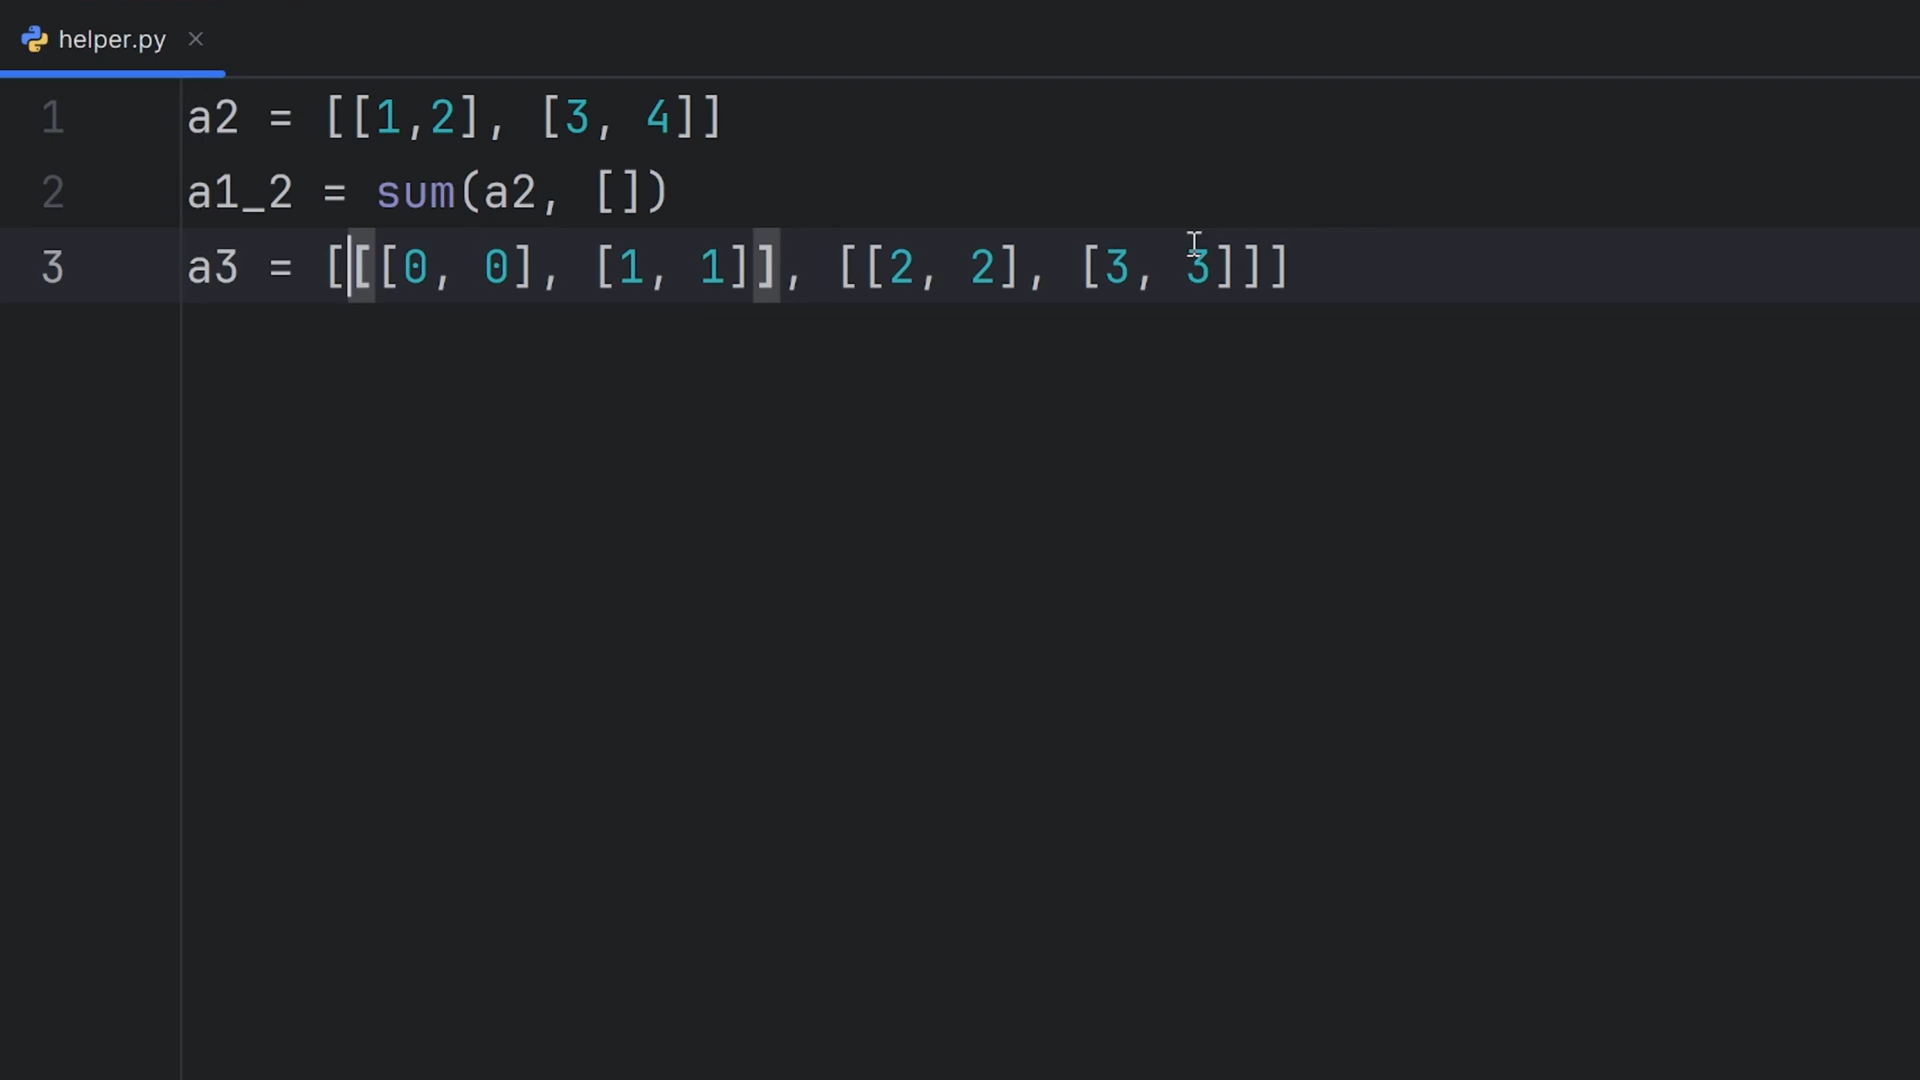 helper.py ×
1 a2 = [[1,2], [3, 4]]
2 a1_2 = sum(a2, [])
3 a3 = [[[0, 0], [1, 1]], [[2, 2], [3, 3]]]